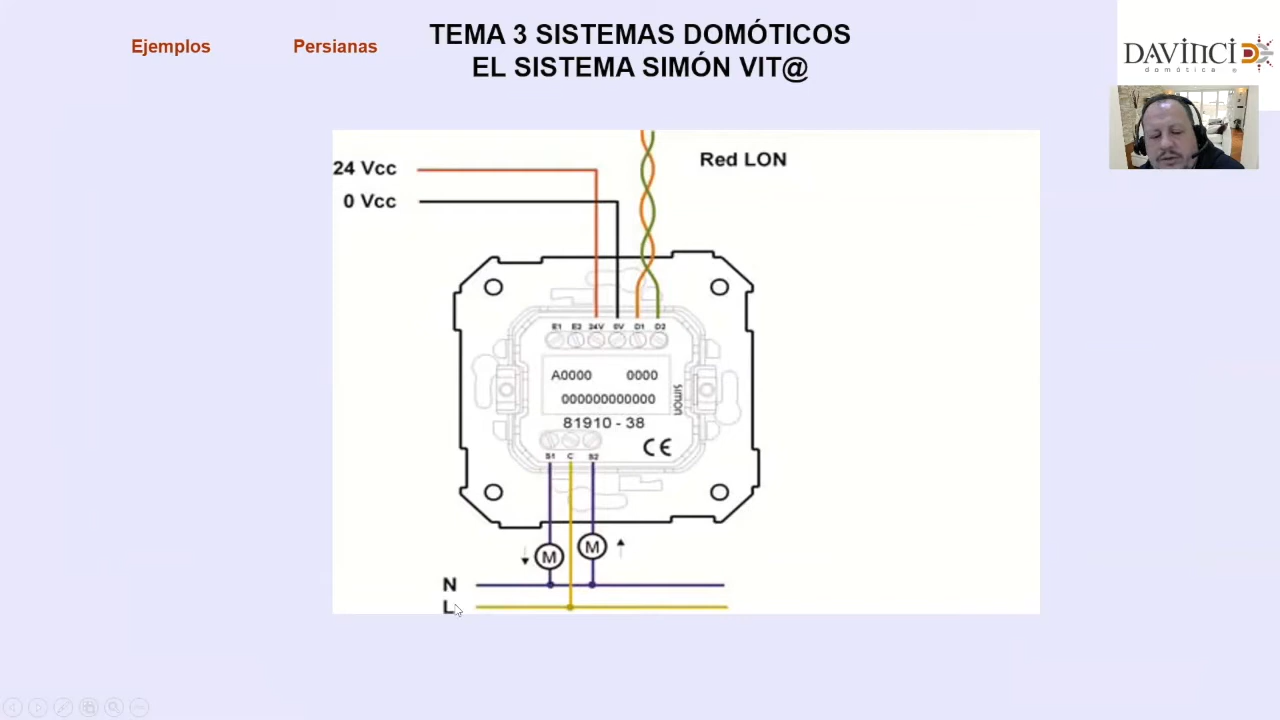 Ejemplos
Persianas
TEMA 3 SISTEMAS DOMÓTICOS
EL SISTEMA SIMÓN VIT@
DAVINCI
domótica ®
24 Vcc
0 Vcc
Red LON
E1 E2 24V 0V D1 D2
A0000 0000
000000000000
simon
81910 - 38
CE
S1 C S2
M M
N
L